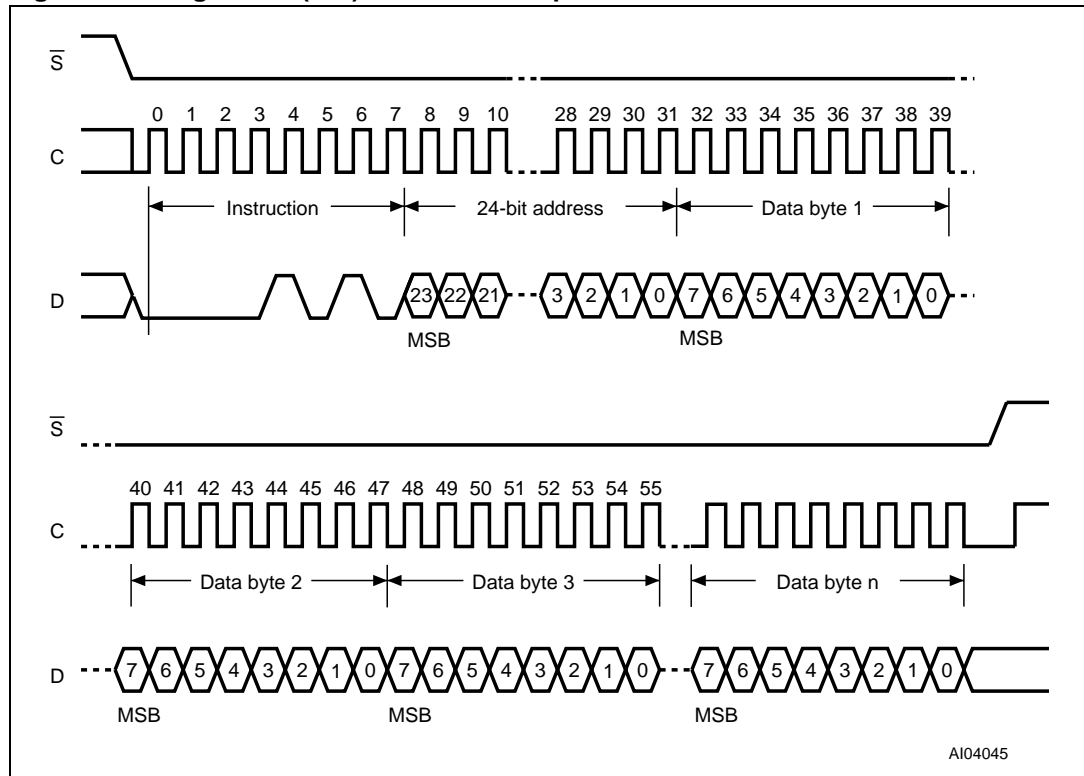 S
0 1 2 3 4 5 6 7 8 9 10 28 29 30 31 32 33 34 35 36 37 38 39
C
Instruction 24-bit address Data byte 1
D 23 22 21 3 2 1 0 7 6 5 4 3 2 1 0
MSB MSB
S
40 41 42 43 44 45 46 47 48 49 50 51 52 53 54 55
C
Data byte 2 Data byte 3 Data byte n
D 7 6 5 4 3 2 1 0 7 6 5 4 3 2 1 0 7 6 5 4 3 2 1 0
MSB MSB MSB
AI04045